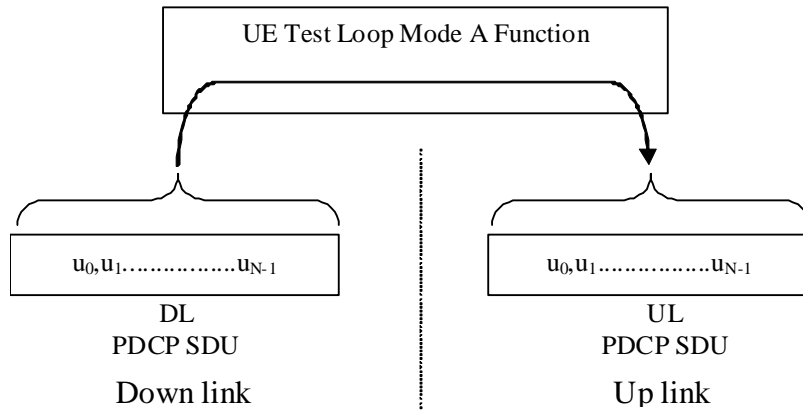 UE Test Loop Mode A Function
u0,u1……………..uN-1
DL
PDCP SDU
Down link
u0,u1...................uN-1
UL
PDCP SDU
Up link